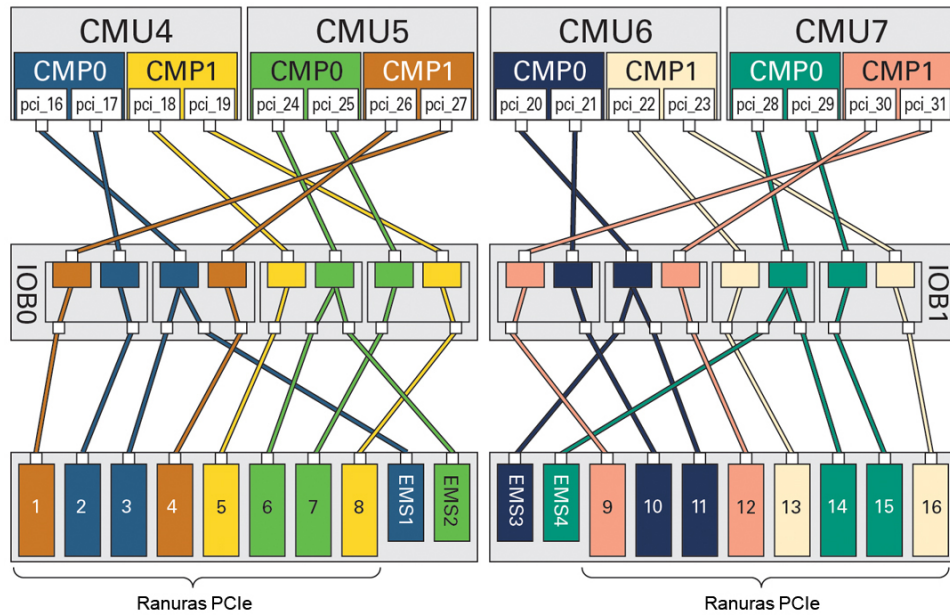 CMU4 CMU5 CMU6 CMU7
CMP0 CMP1 CMP0 CMP1 CMP0 CMP1 CMP0 CMP1
pci_16 pci_17 pci_18 pci_19 pci_24 pci_25 pci_26 pci_27 pci_20 pci_21 pci_22 pci_23 pci_28 pci_29 pci_30 pci_31
IOB0 IOB1
1 2 3 4 5 6 7 8 EMS1 EMS2 EMS3 EMS4 9 10 11 12 13 14 15 16
Ranuras PCIe Ranuras PCIe